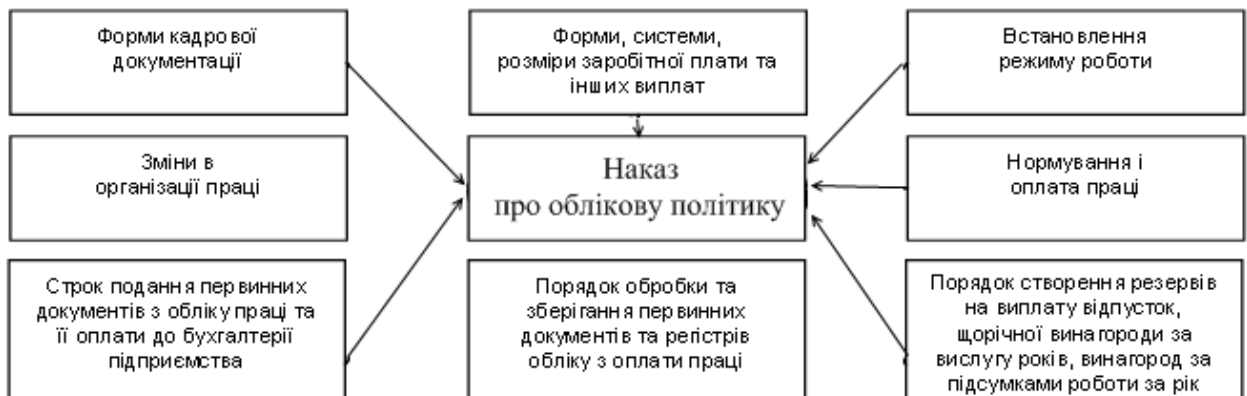 Форми кадрової
документації
Форми, системи,
розміри заробітної плати та
інших виплат
Встановлення
режиму роботи
Зміни в
організації праці
Наказ
про облікову політику
Нормування і
оплата праці
Строк подання первинних
документів з обліку праці та
її оплати до бухгалтерії
підприємства
Порядок обробки та
зберігання первинних
документів та регістрів
обліку з оплати праці
Порядок створення резервів
на виплату відпусток,
щорічної винагороди за
вислугу років, винагород за
підсумками роботи за рік